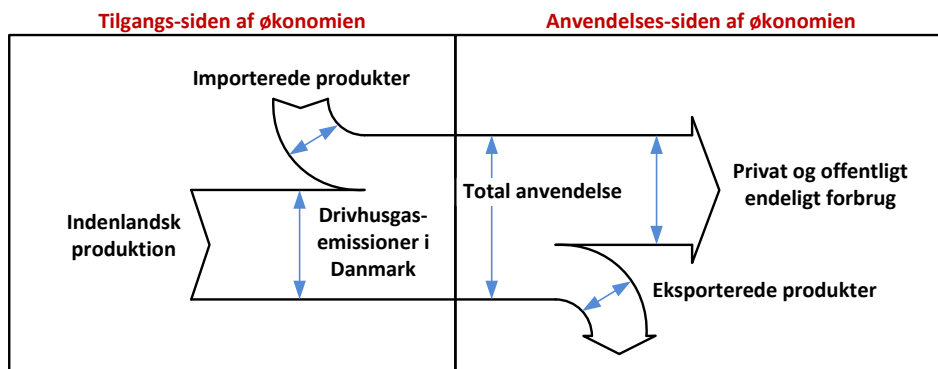 Tilgangs-siden af økonomien
Anvendelses-siden af økonomien
Importerede produkter
Indenlandsk
produktion
Drivhusgas-
emissioner i
Danmark
Total anvendelse
Privat og offentligt
endeligt forbrug
Eksporterede produkter